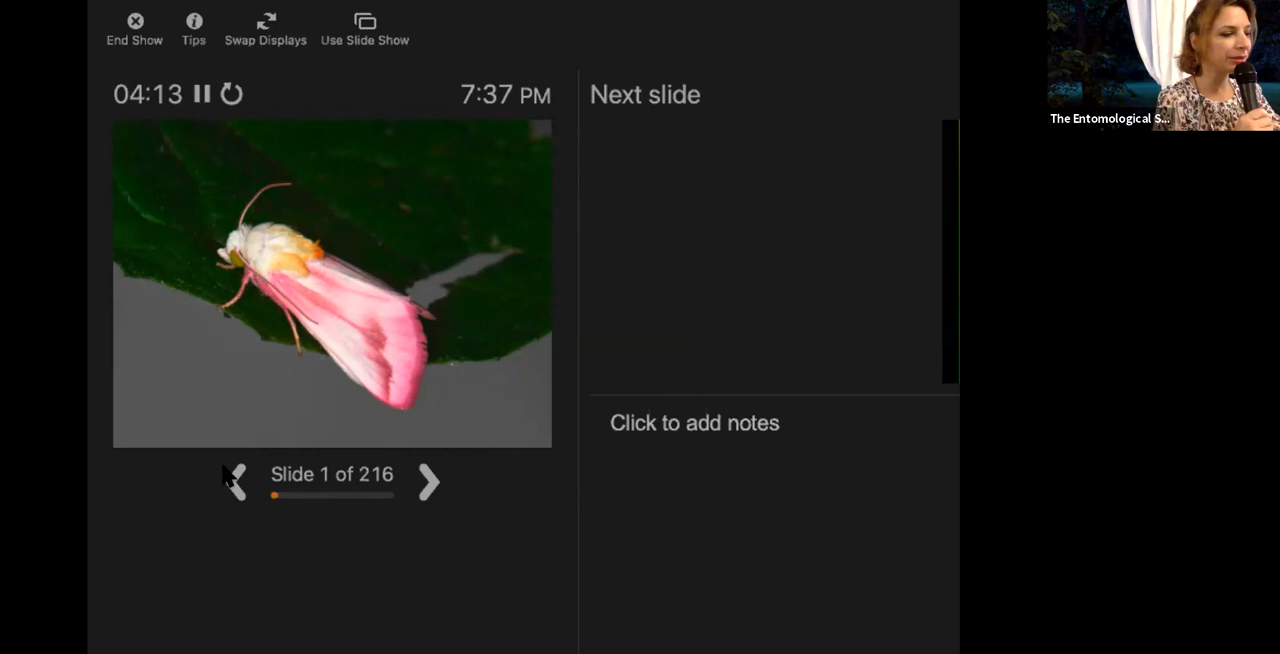 End Show Tips Swap Displays Use Slide Show
04:13 7:37 PM
Slide 1 of 216
Next slide
Click to add notes
The Entomological S...